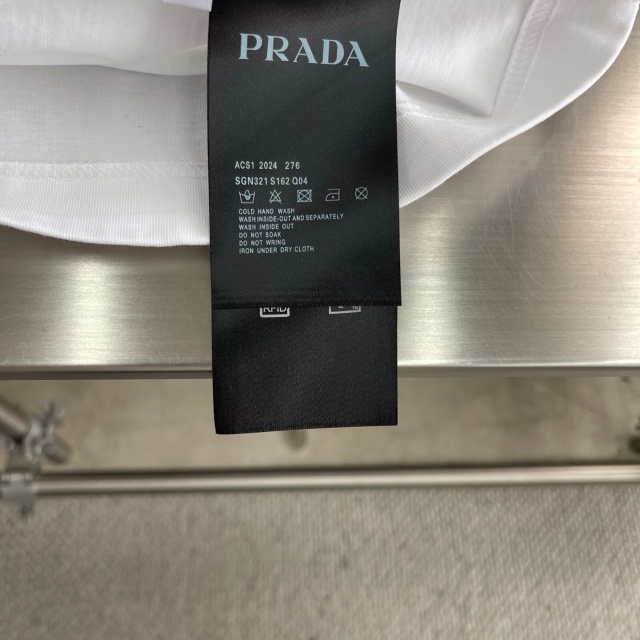 PRADA
ACS1 2024 276
SGN321 S162 Q04
COLD HAND WASH
WASH INSIDE-OUT AND SEPARATELY
WASH INSIDE OUT
DO NOT SOAK
DO NOT WRING
IRON UNDER DRY CLOTH